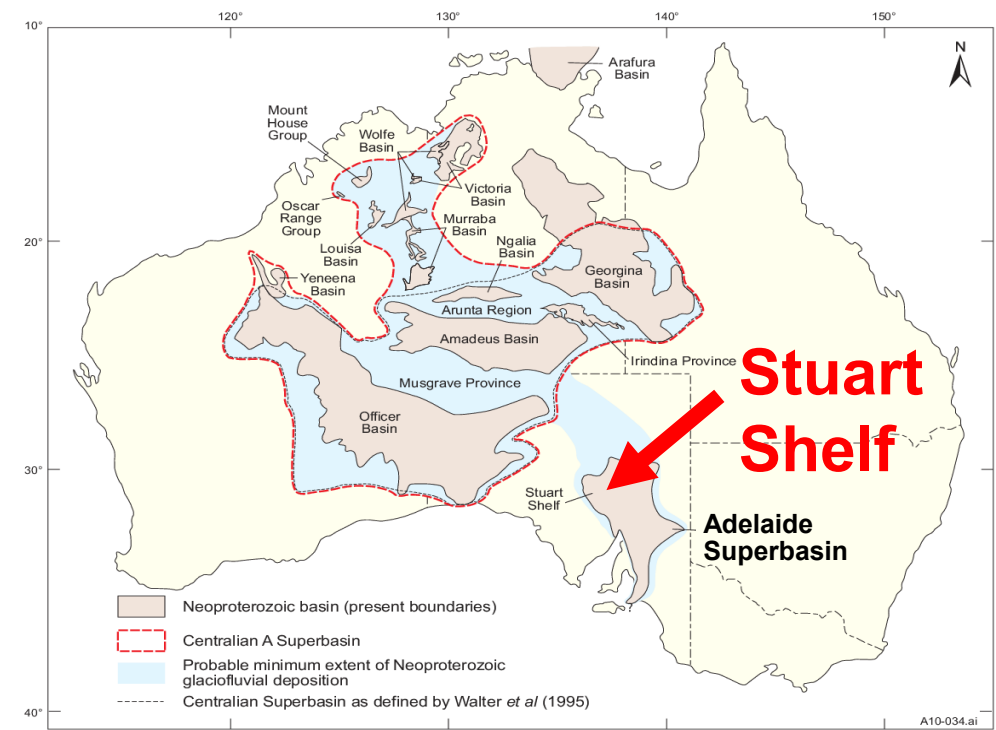 120°
130°
140°
150°
10°
20°
30°
40°
N
Arafura
Basin
Mount
House
Group
Wolfe
Basin
Victoria
Basin
Oscar
Range
Group
Murraba
Basin
Louisa
Basin
Ngalia
Basin
Yeneena
Basin
Georgina
Basin
Arunta Region
Amadeus Basin
Irindina Province
Musgrave Province
Officer
Basin
Stuart
Shelf
Stuart
Shelf
Adelaide
Superbasin
?
Neoproterozoic basin (present boundaries)
Centralian A Superbasin
Probable minimum extent of Neoproterozoic
glaciofluvial deposition
Centralian Superbasin as defined by Walter et al (1995)
A10-034.ai